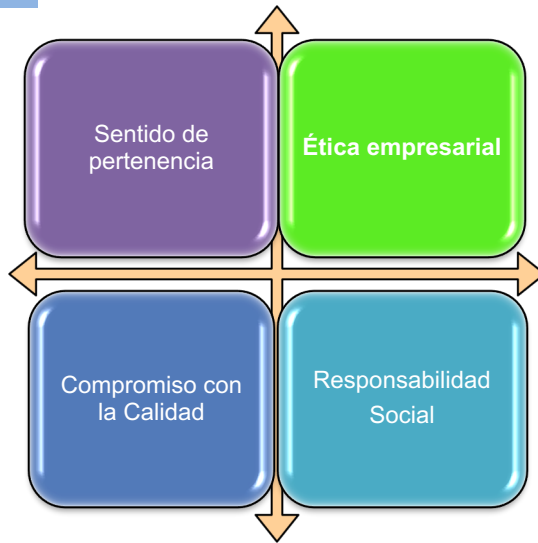 Sentido de
pertenencia
Ética empresarial
Compromiso con
la Calidad
Responsabilidad
Social